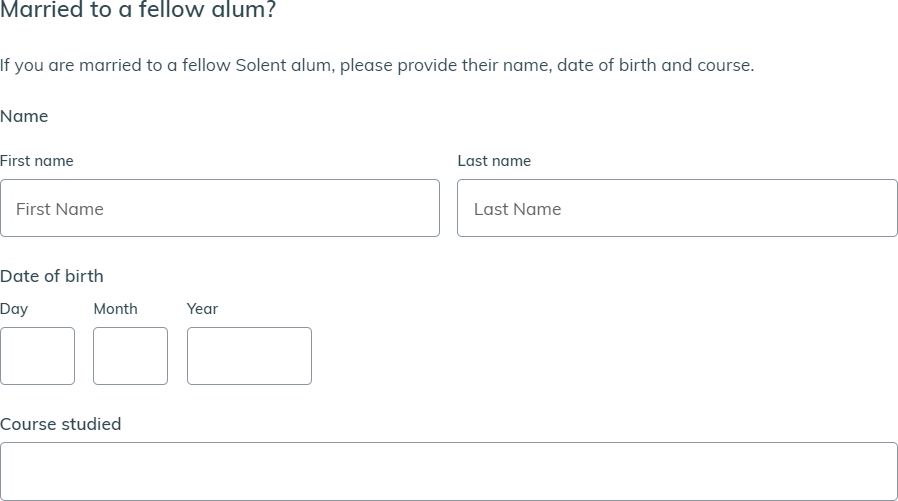 Married to a fellow alum?
If you are married to a fellow Solent alum, please provide their name, date of birth and course.
Name
First name Last name
First Name Last Name
Date of birth
Day Month Year
Course studied